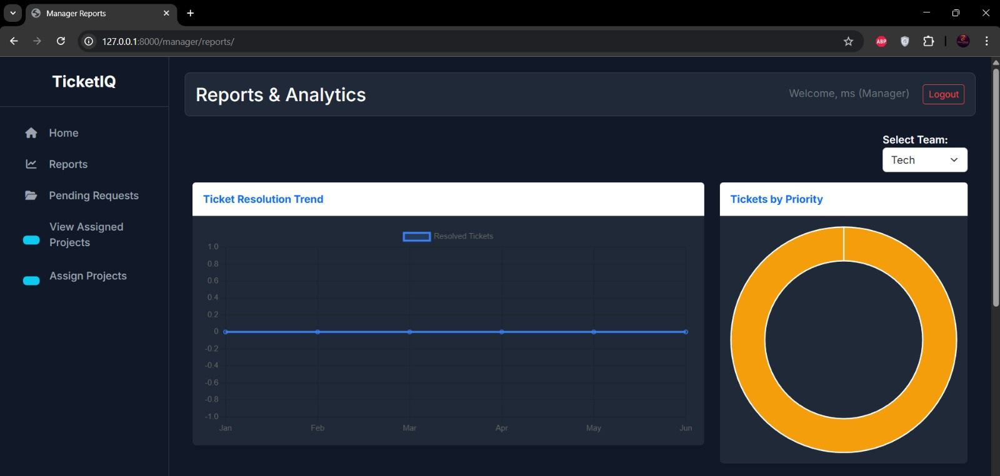 Manager Reports
127.0.0.1:8000/manager/reports/
ABP
TicketIQ
Home
Reports
Pending Requests
View Assigned
Projects
Assign Projects
Reports & Analytics
Welcome, ms (Manager)
Logout
Select Team:
Tech
Ticket Resolution Trend
Resolved Tickets
1.0
0.8
0.6
0.4
0.2
0
-0.2
-0.4
-0.6
-0.8
-1.0
Jan
Feb
Mar
Apr
May
Jun
Tickets by Priority